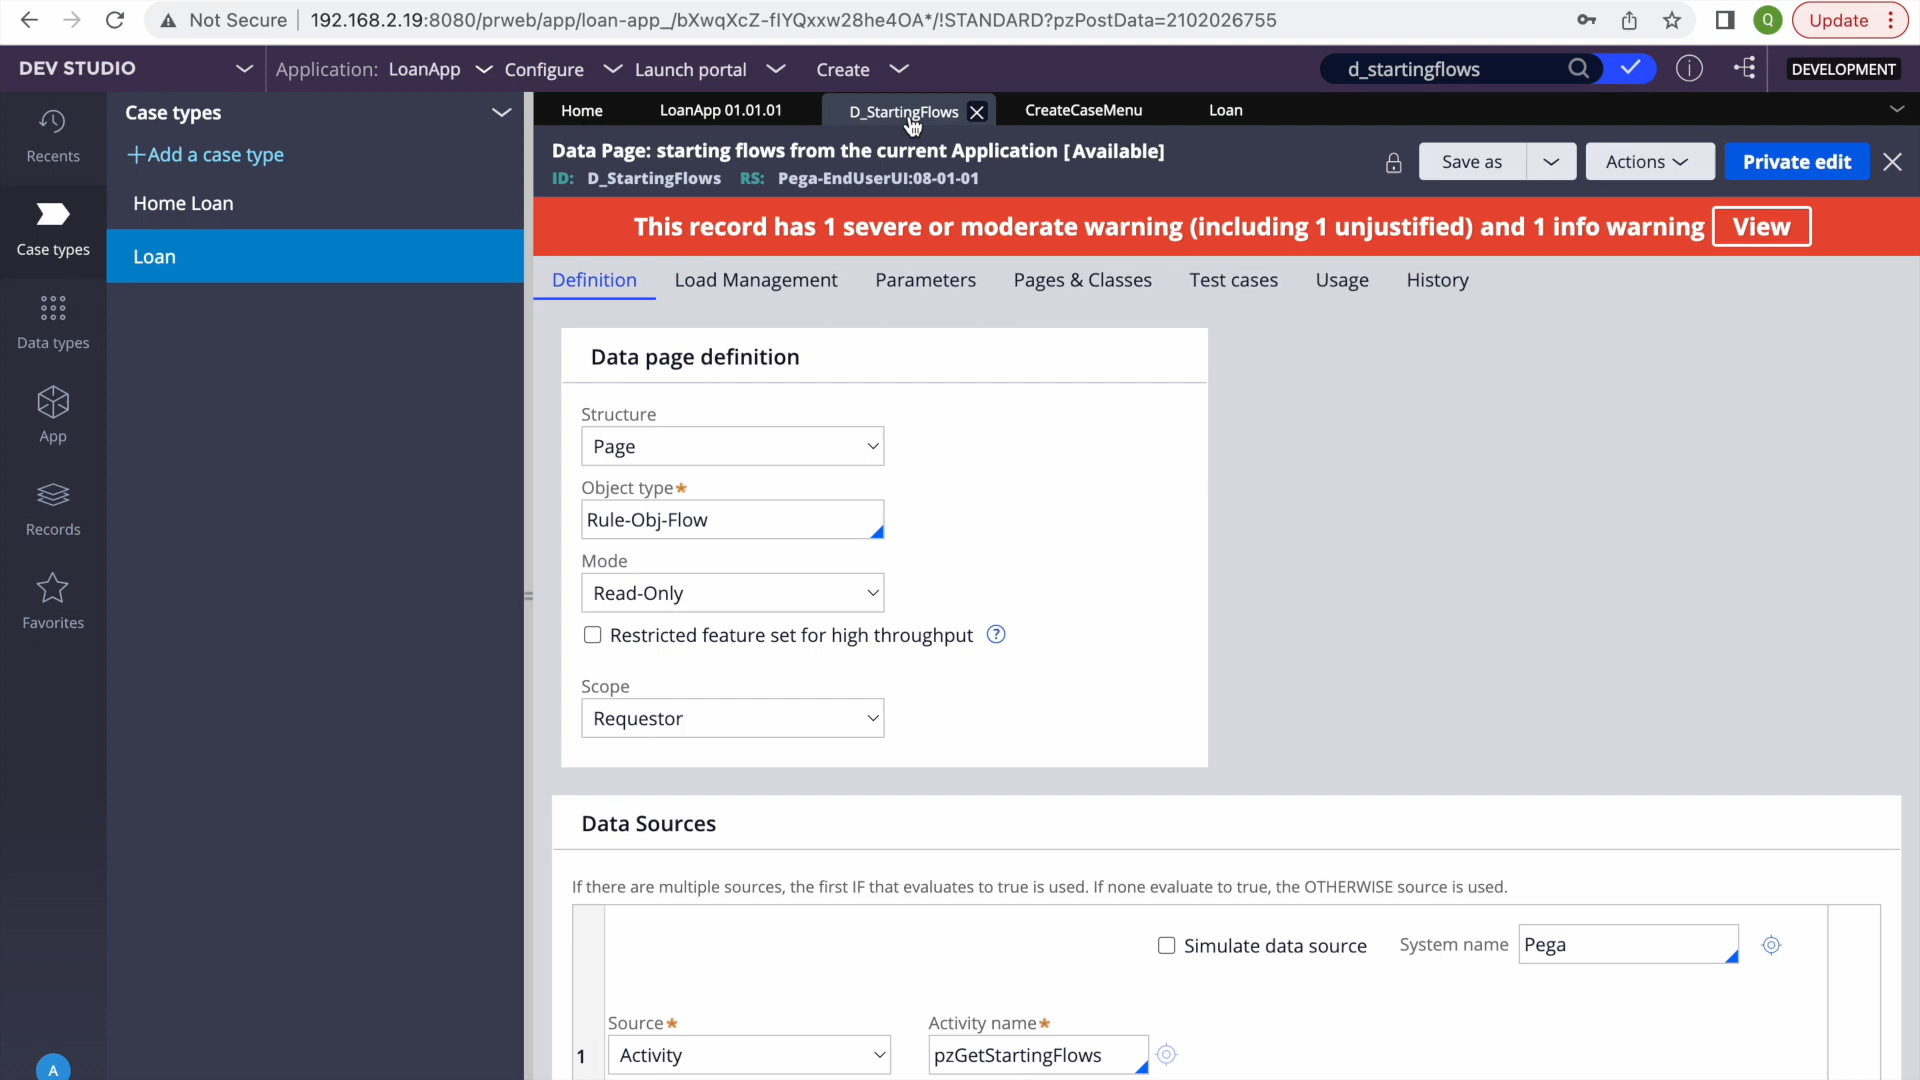 Not Secure
192.168.2.19:8080/prweb/app/loan-app_/bXwqXcZ-fIYQxxw28he4OA*/!STANDARD?pzPostData=2102026755
Q
Update
DEV STUDIO
Application: LoanApp
Configure
Launch portal
Create
d_startingflows
DEVELOPMENT
Recents
Case types
Data types
App
Records
Favorites
A
Case types
+Add a case type
Home Loan
Loan
Home
LoanApp 01.01.01
D_StartingFlows
CreateCaseMenu
Loan
Data Page: starting flows from the current Application [Available]
ID: D_StartingFlows RS: Pega-EndUserUI:08-01-01
Save as
Actions
Private edit
This record has 1 severe or moderate warning (including 1 unjustified) and 1 info warning
View
Definition
Load Management
Parameters
Pages & Classes
Test cases
Usage
History
Data page definition
Structure
Page
Object type*
Rule-Obj-Flow
Mode
Read-Only
Restricted feature set for high throughput
?
Scope
Requestor
Data Sources
If there are multiple sources, the first IF that evaluates to true is used. If none evaluate to true, the OTHERWISE source is used.
Simulate data source
System name
Pega
Source*
Activity name*
1
Activity
pzGetStartingFlows